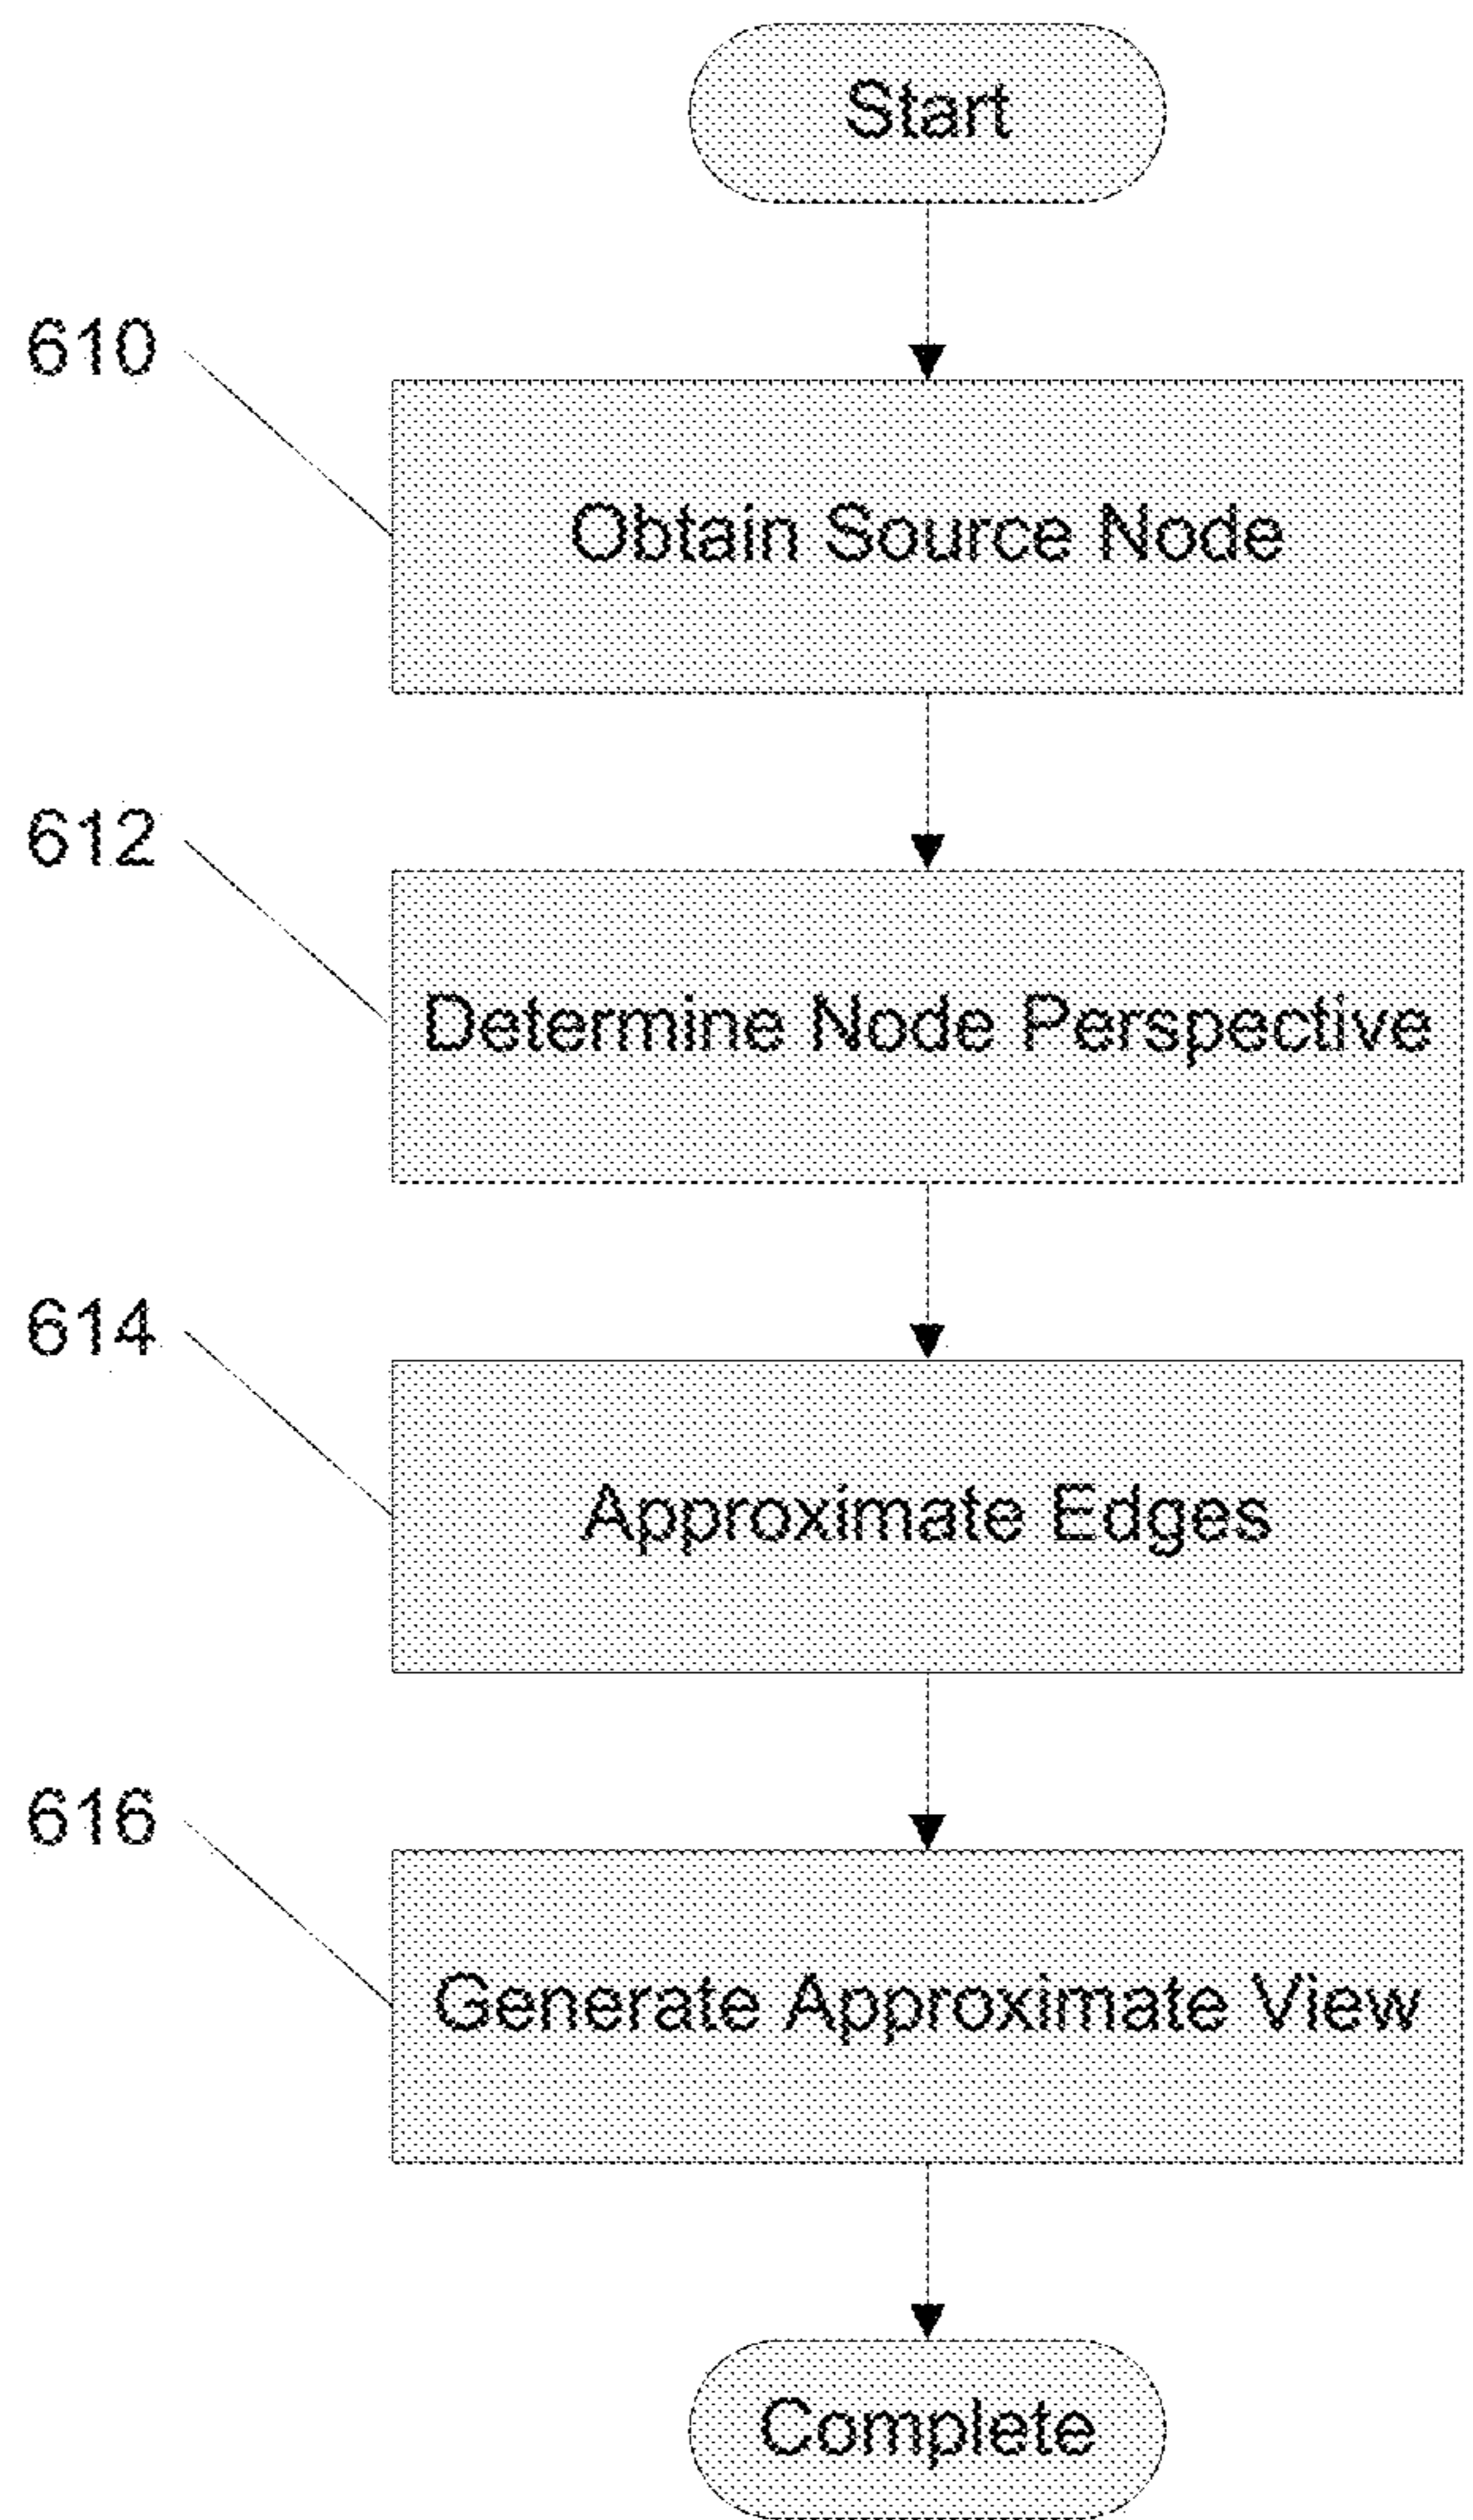 Start
610
Obtain Source Node
612
Determine Node Perspective
614
Approximate Edges
616
Generate Approximate View
Complete